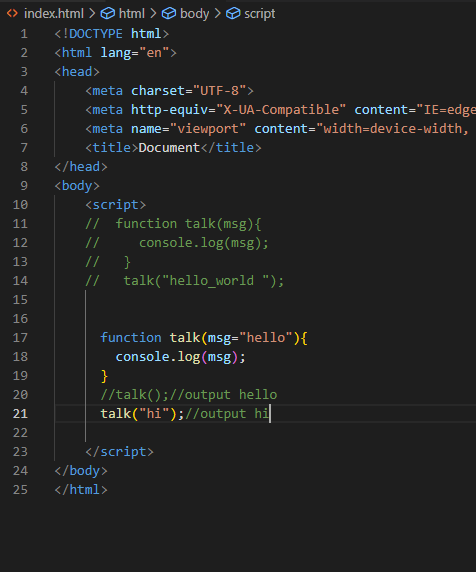 index.html > html > body > script
1 <!DOCTYPE html>
2 <html lang="en">
3 <head>
4 <meta charset="UTF-8">
5 <meta http-equiv="X-UA-Compatible" content="IE=edge
6 <meta name="viewport" content="width=device-width,
7 <title>Document</title>
8 </head>
9 <body>
10 <script>
11 //  function talk(msg){
12 //     console.log(msg);
13 //   }
14 //   talk("hello_world ");
15
16
17 function talk(msg="hello"){
18 console.log(msg);
19 }
20 //talk();//output hello
21 talk("hi");//output hi
22
23 </script>
24 </body>
25 </html>